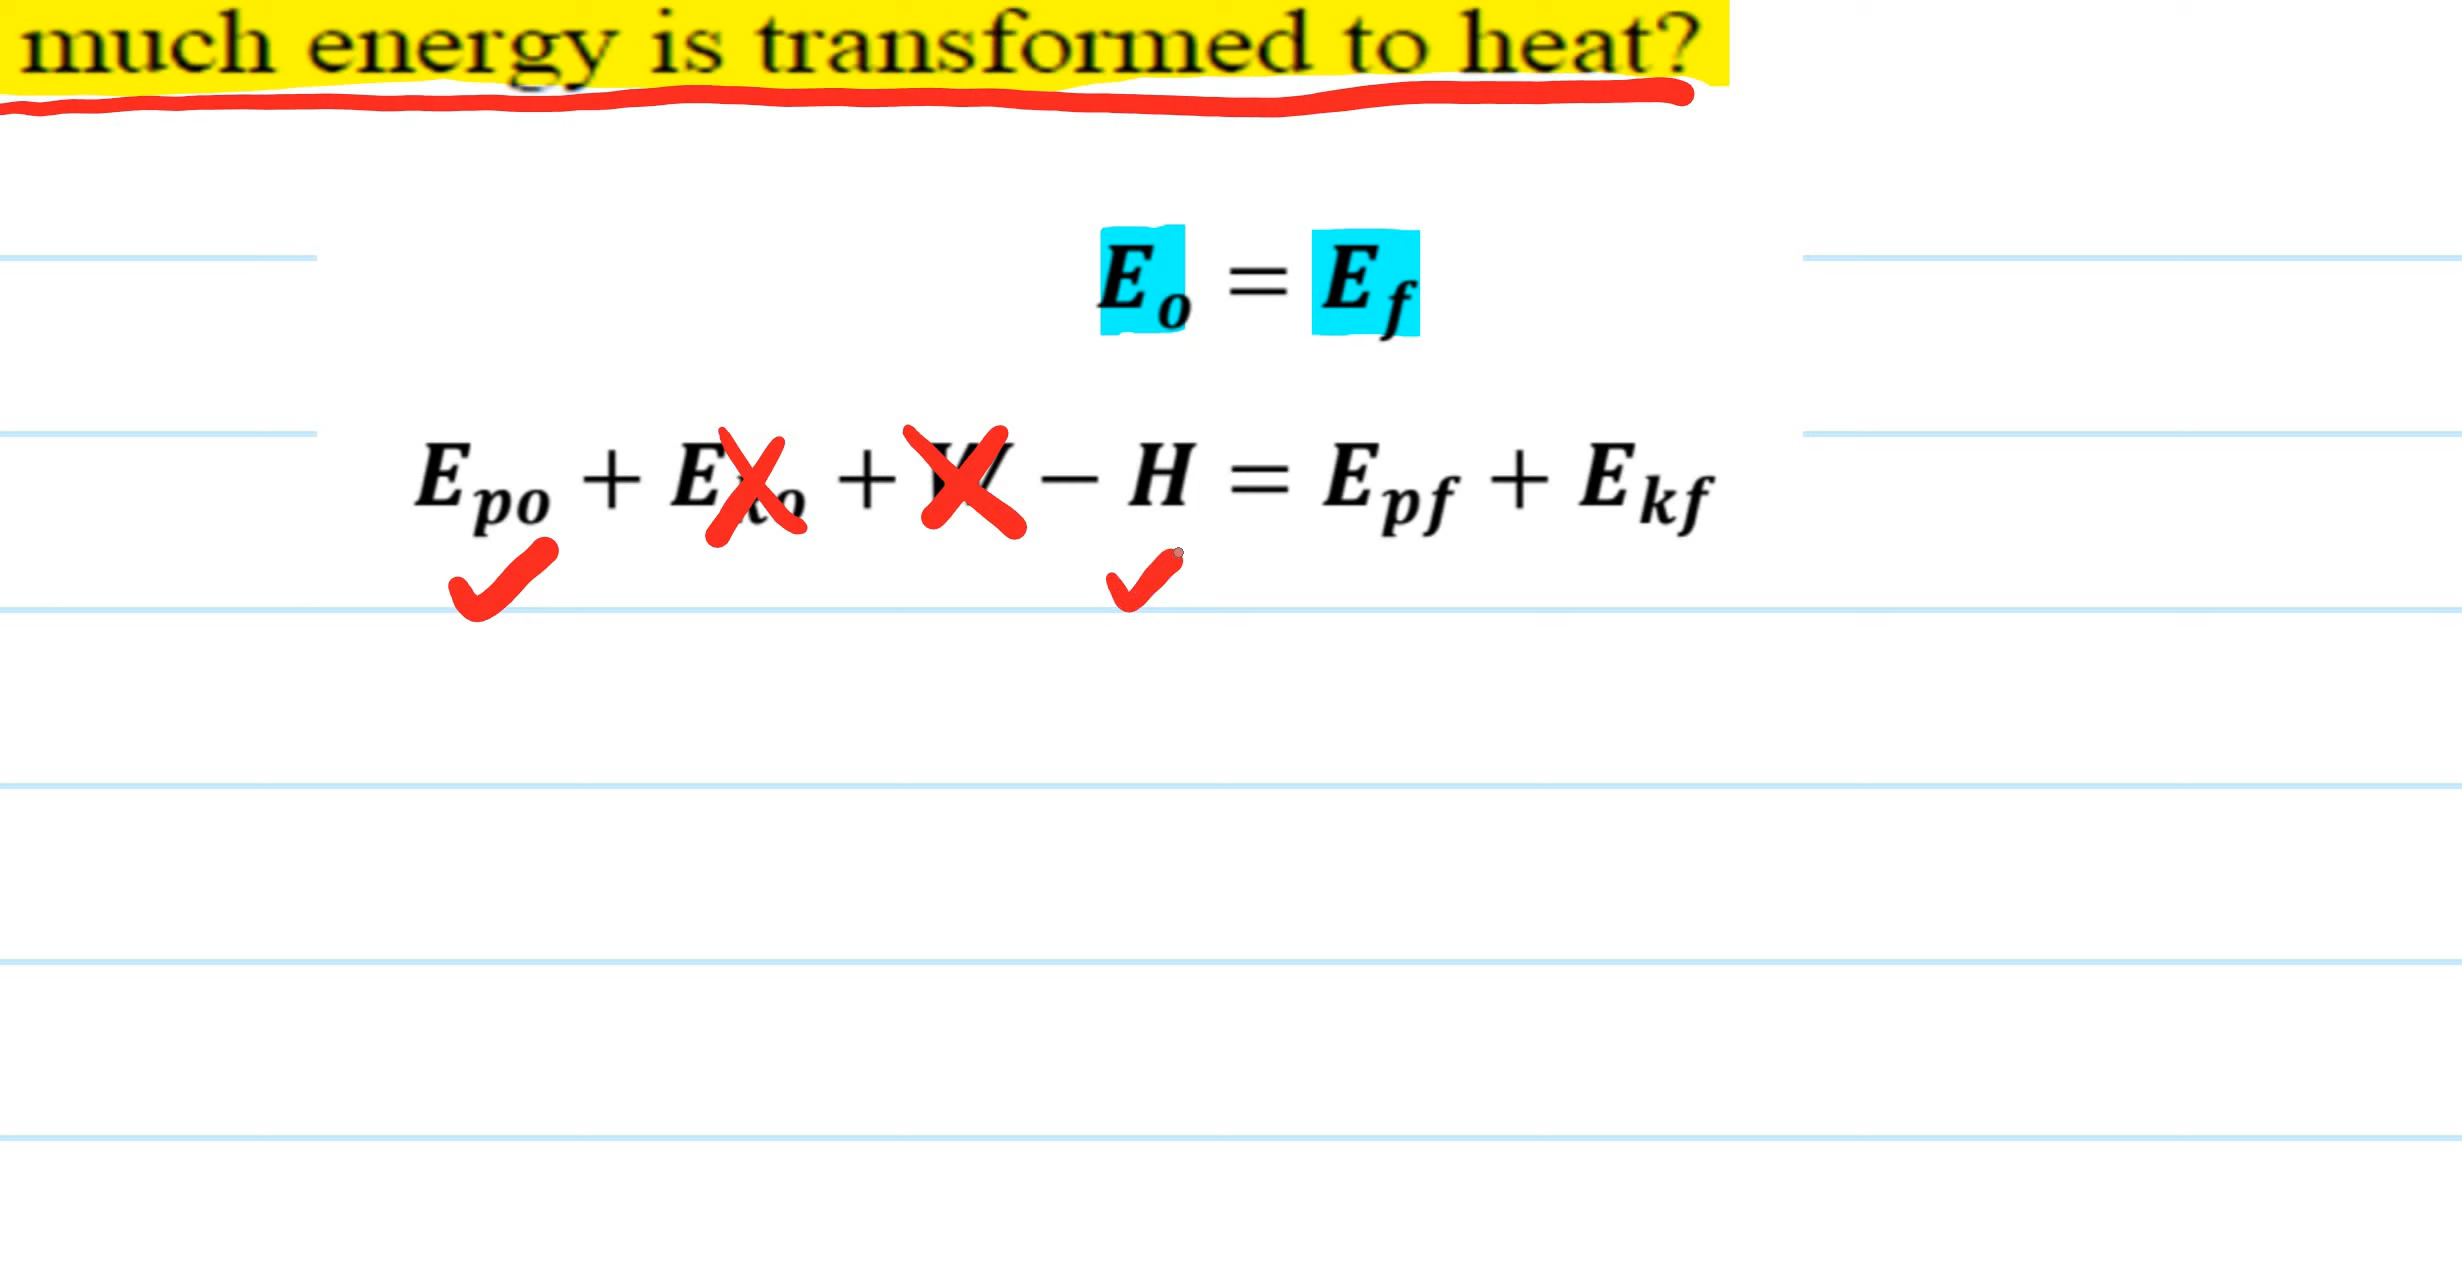 much energy is transformed to heat?
E_o = E_f
E_po + E_ko + W − H = E_pf + E_kf